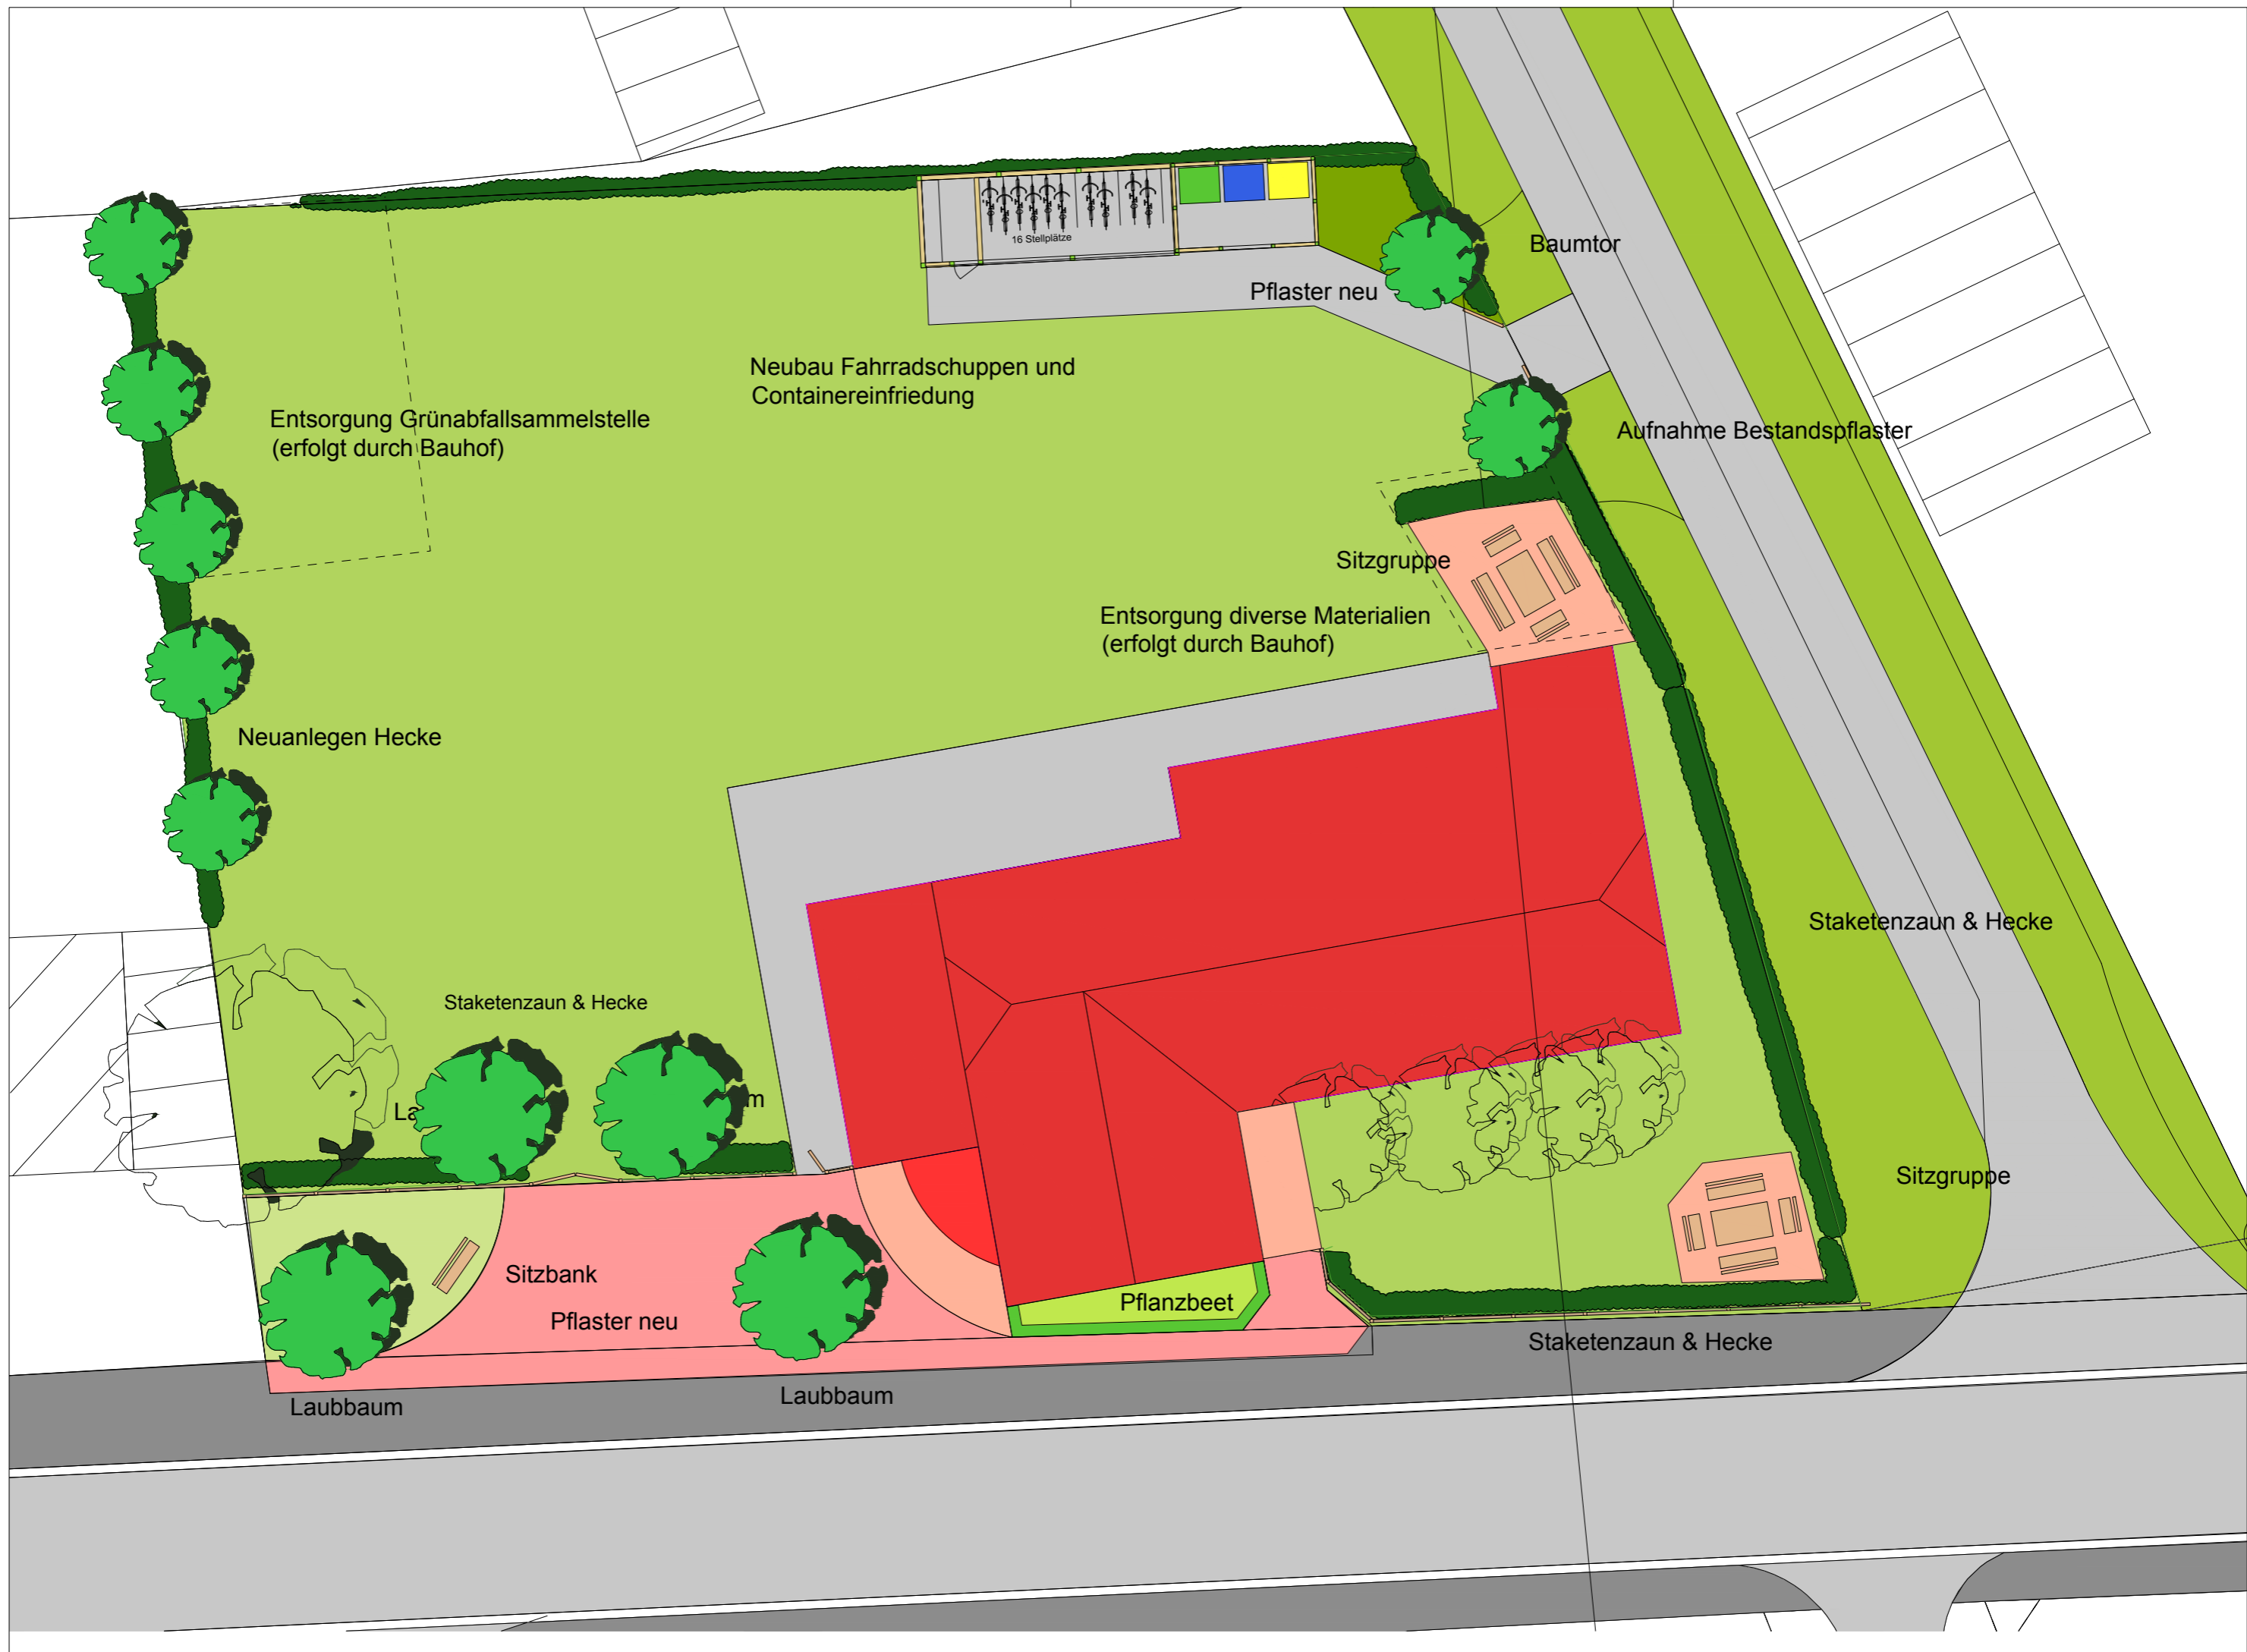 16 Stellplätze
Baumtor
Pflaster neu
Neubau Fahrradschuppen und
Containereinfriedung
Entsorgung Grünabfallsammelstelle
(erfolgt durch Bauhof)
Aufnahme Bestandspflaster
Sitzgruppe
Entsorgung diverse Materialien
(erfolgt durch Bauhof)
Neuanlegen Hecke
Staketenzaun & Hecke
Staketenzaun & Hecke
Sitzgruppe
Sitzbank
Pflanzbeet
Pflaster neu
Staketenzaun & Hecke
Laubbaum
Laubbaum